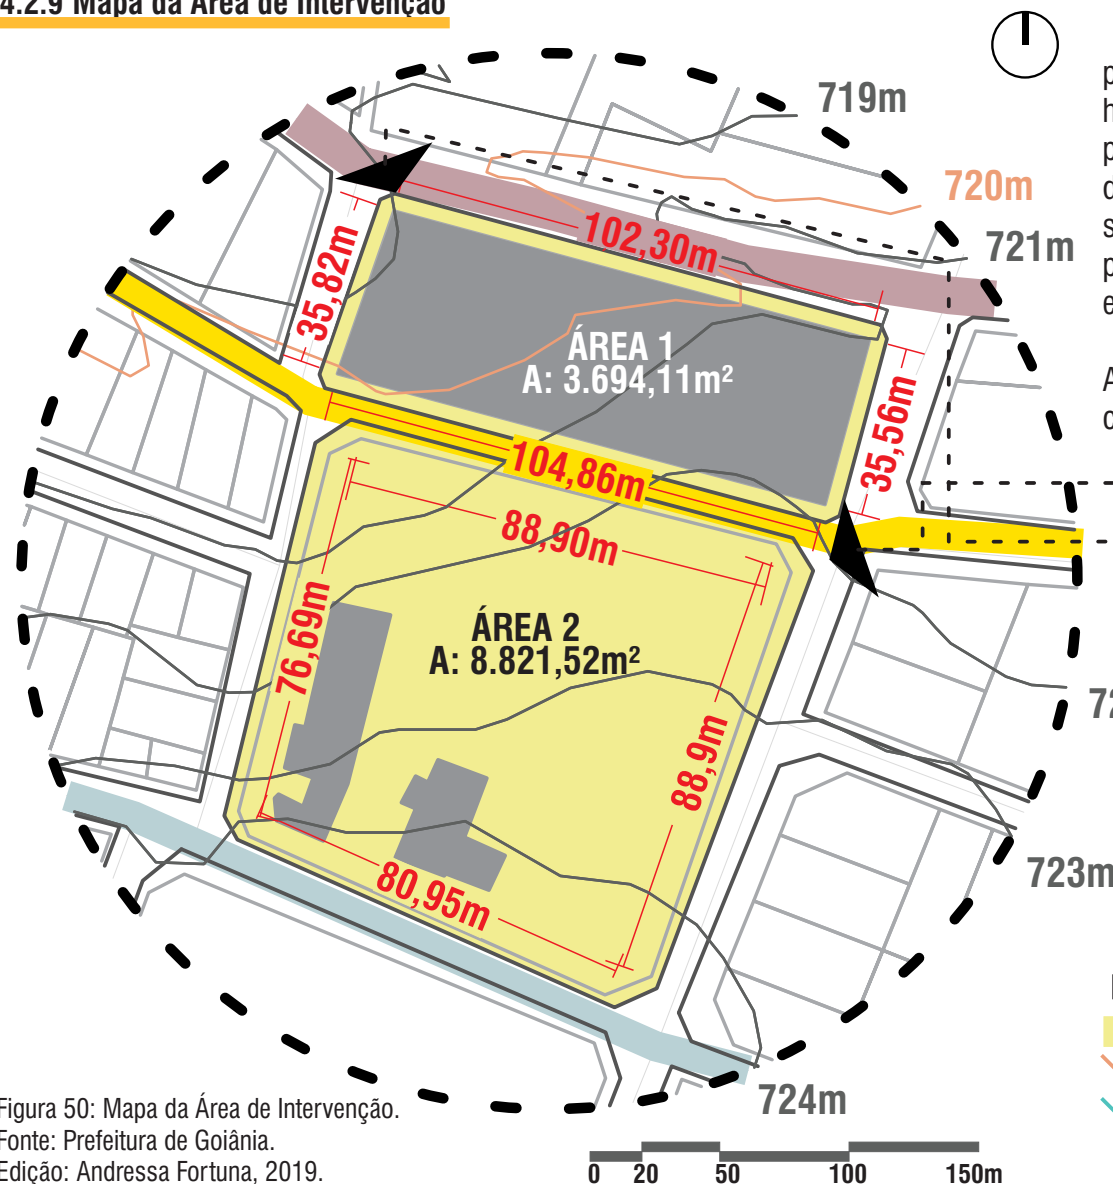 4.2.9 Mapa da Área de Intervenção
719m
720m
721m
102,30m
35,82m
ÁREA 1
A: 3.694,11m²
35,56m
104,86m
88,90m
76,69m
ÁREA 2
A: 8.821,52m²
88,9m
80,95m
723m
724m
Figura 50: Mapa da Área de Intervenção.
Fonte: Prefeitura de Goiânia.
Edição: Andressa Fortuna, 2019.
0 20 50 100 150m